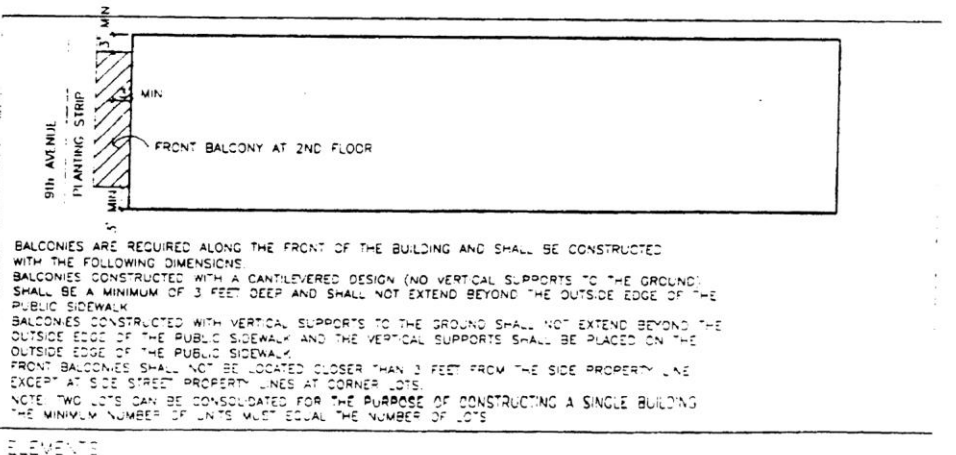 3' MIN
MIN
FRONT BALCONY AT 2ND FLOOR
9th AVENUE
PLANTING STRIP
MIN
BALCONIES ARE REQUIRED ALONG THE FRONT OF THE BUILDING AND SHALL BE CONSTRUCTED
WITH THE FOLLOWING DIMENSIONS.
BALCONIES CONSTRUCTED WITH A CANTILEVERED DESIGN (NO VERTICAL SUPPORTS TO THE GROUND)
SHALL BE A MINIMUM OF 3 FEET DEEP AND SHALL NOT EXTEND BEYOND THE OUTSIDE EDGE OF THE
PUBLIC SIDEWALK
BALCONIES CONSTRUCTED WITH VERTICAL SUPPORTS TO THE GROUND SHALL NOT EXTEND BEYOND THE
OUTSIDE EDGE OF THE PUBLIC SIDEWALK AND THE VERTICAL SUPPORTS SHALL BE PLACED ON THE
OUTSIDE EDGE OF THE PUBLIC SIDEWALK
FRONT BALCONIES SHALL NOT BE LOCATED CLOSER THAN 3 FEET FROM THE SIDE PROPERTY LINE
EXCEPT AT SIDE STREET PROPERTY LINES AT CORNER LOTS.
NOTE: TWO LOTS CAN BE CONSOLIDATED FOR THE PURPOSE OF CONSTRUCTING A SINGLE BUILDING
THE MINIMUM NUMBER OF UNITS MUST EQUAL THE NUMBER OF LOTS
ELEMENTS